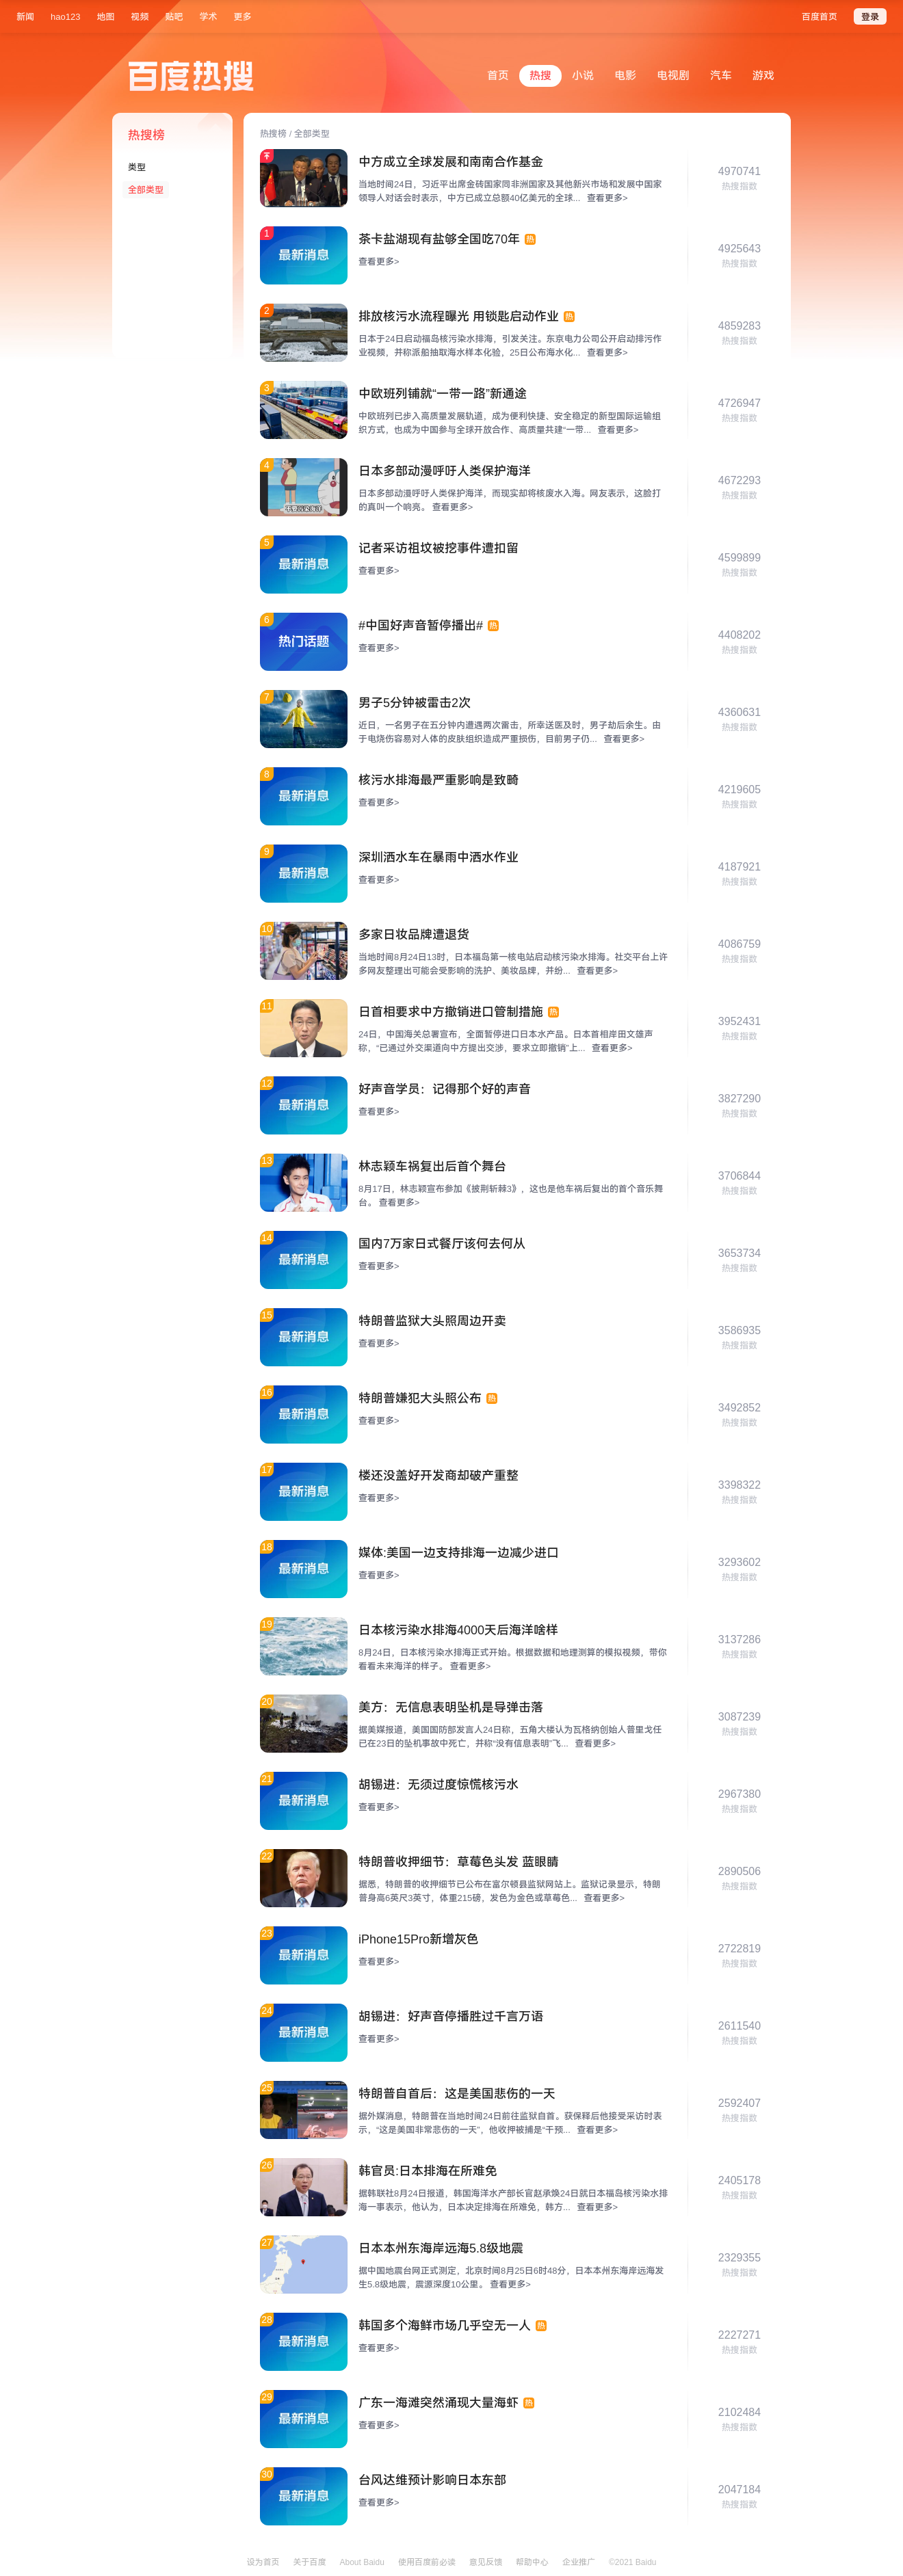 新闻 hao123 地图 视频 贴吧 学术 更多 百度首页 登录
百度热搜
首页 热搜 小说 电影 电视剧 汽车 游戏
热搜榜
类型
全部类型
热搜榜 / 全部类型
中方成立全球发展和南南合作基金
当地时间24日，习近平出席金砖国家同非洲国家及其他新兴市场和发展中国家
领导人对话会时表示，中方已成立总额40亿美元的全球... 查看更多>
4970741
热搜指数
1
最新消息
茶卡盐湖现有盐够全国吃70年 热
查看更多>
4925643
热搜指数
2
排放核污水流程曝光 用锁匙启动作业 热
日本于24日启动福岛核污染水排海，引发关注。东京电力公司公开启动排污作
业视频，并称派船抽取海水样本化验，25日公布海水化... 查看更多>
4859283
热搜指数
3
中欧班列铺就“一带一路”新通途
中欧班列已步入高质量发展轨道，成为便利快捷、安全稳定的新型国际运输组
织方式，也成为中国参与全球开放合作、高质量共建“一带... 查看更多>
4726947
热搜指数
4
日本多部动漫呼吁人类保护海洋
日本多部动漫呼吁人类保护海洋，而现实却将核废水入海。网友表示，这脸打
的真叫一个响亮。 查看更多>
4672293
热搜指数
5
最新消息
记者采访祖坟被挖事件遭扣留
查看更多>
4599899
热搜指数
6
热门话题
#中国好声音暂停播出# 热
查看更多>
4408202
热搜指数
7
男子5分钟被雷击2次
近日，一名男子在五分钟内遭遇两次雷击，所幸送医及时，男子劫后余生。由
于电烧伤容易对人体的皮肤组织造成严重损伤，目前男子仍... 查看更多>
4360631
热搜指数
8
最新消息
核污水排海最严重影响是致畸
查看更多>
4219605
热搜指数
9
最新消息
深圳洒水车在暴雨中洒水作业
查看更多>
4187921
热搜指数
10
多家日妆品牌遭退货
当地时间8月24日13时，日本福岛第一核电站启动核污染水排海。社交平台上许
多网友整理出可能会受影响的洗护、美妆品牌，并纷... 查看更多>
4086759
热搜指数
11
日首相要求中方撤销进口管制措施 热
24日，中国海关总署宣布，全面暂停进口日本水产品。日本首相岸田文雄声
称，“已通过外交渠道向中方提出交涉，要求立即撤销”上... 查看更多>
3952431
热搜指数
12
最新消息
好声音学员：记得那个好的声音
查看更多>
3827290
热搜指数
13
林志颖车祸复出后首个舞台
8月17日，林志颖宣布参加《披荆斩棘3》，这也是他车祸后复出的首个音乐舞
台。 查看更多>
3706844
热搜指数
14
最新消息
国内7万家日式餐厅该何去何从
查看更多>
3653734
热搜指数
15
最新消息
特朗普监狱大头照周边开卖
查看更多>
3586935
热搜指数
16
最新消息
特朗普嫌犯大头照公布 热
查看更多>
3492852
热搜指数
17
最新消息
楼还没盖好开发商却破产重整
查看更多>
3398322
热搜指数
18
最新消息
媒体:美国一边支持排海一边减少进口
查看更多>
3293602
热搜指数
19
日本核污染水排海4000天后海洋啥样
8月24日，日本核污染水排海正式开始。根据数据和地理测算的模拟视频，带你
看看未来海洋的样子。 查看更多>
3137286
热搜指数
20
美方：无信息表明坠机是导弹击落
据美媒报道，美国国防部发言人24日称，五角大楼认为瓦格纳创始人普里戈任
已在23日的坠机事故中死亡，并称“没有信息表明”飞... 查看更多>
3087239
热搜指数
21
最新消息
胡锡进：无须过度惊慌核污水
查看更多>
2967380
热搜指数
22
特朗普收押细节：草莓色头发 蓝眼睛
据悉，特朗普的收押细节已公布在富尔顿县监狱网站上。监狱记录显示，特朗
普身高6英尺3英寸，体重215磅，发色为金色或草莓色... 查看更多>
2890506
热搜指数
23
最新消息
iPhone15Pro新增灰色
查看更多>
2722819
热搜指数
24
最新消息
胡锡进：好声音停播胜过千言万语
查看更多>
2611540
热搜指数
25
特朗普自首后：这是美国悲伤的一天
据外媒消息，特朗普在当地时间24日前往监狱自首。获保释后他接受采访时表
示，“这是美国非常悲伤的一天”，他收押被捕是“干预... 查看更多>
2592407
热搜指数
26
韩官员:日本排海在所难免
据韩联社8月24日报道，韩国海洋水产部长官赵承焕24日就日本福岛核污染水排
海一事表示，他认为，日本决定排海在所难免，韩方... 查看更多>
2405178
热搜指数
27
日本本州东海岸远海5.8级地震
据中国地震台网正式测定，北京时间8月25日6时48分，日本本州东海岸远海发
生5.8级地震，震源深度10公里。 查看更多>
2329355
热搜指数
28
最新消息
韩国多个海鲜市场几乎空无一人 热
查看更多>
2227271
热搜指数
29
最新消息
广东一海滩突然涌现大量海虾 热
查看更多>
2102484
热搜指数
30
最新消息
台风达维预计影响日本东部
查看更多>
2047184
热搜指数
设为首页 关于百度 About Baidu 使用百度前必读 意见反馈 帮助中心 企业推广 ©2021 Baidu